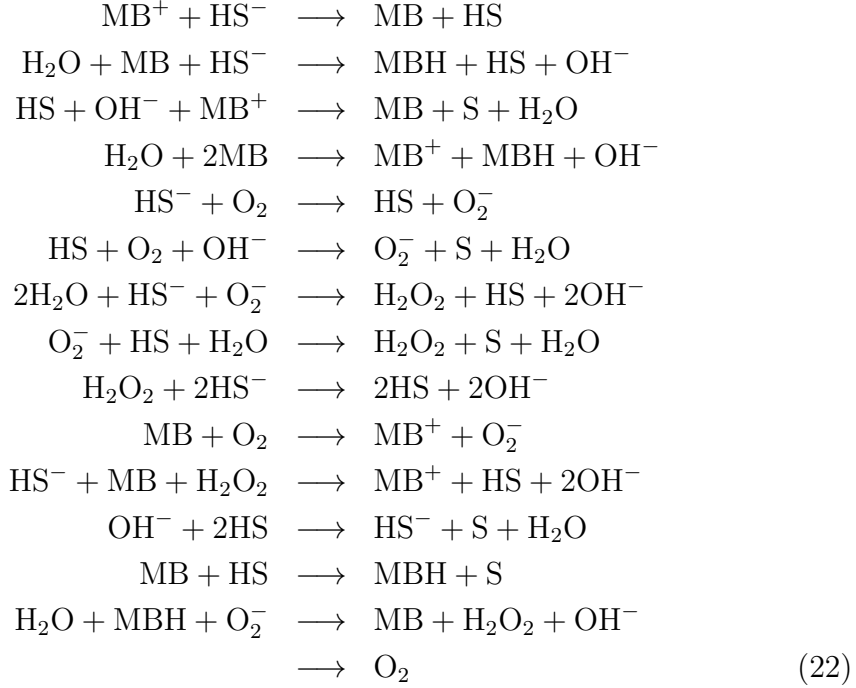 MB⁺ + HS⁻ ⟶ MB + HS
H₂O + MB + HS⁻ ⟶ MBH + HS + OH⁻
HS + OH⁻ + MB⁺ ⟶ MB + S + H₂O
H₂O + 2MB ⟶ MB⁺ + MBH + OH⁻
HS⁻ + O₂ ⟶ HS + O₂⁻
HS + O₂ + OH⁻ ⟶ O₂⁻ + S + H₂O
2H₂O + HS⁻ + O₂⁻ ⟶ H₂O₂ + HS + 2OH⁻
O₂⁻ + HS + H₂O ⟶ H₂O₂ + S + H₂O
H₂O₂ + 2HS⁻ ⟶ 2HS + 2OH⁻
MB + O₂ ⟶ MB⁺ + O₂⁻
HS⁻ + MB + H₂O₂ ⟶ MB⁺ + HS + 2OH⁻
OH⁻ + 2HS ⟶ HS⁻ + S + H₂O
MB + HS ⟶ MBH + S
H₂O + MBH + O₂⁻ ⟶ MB + H₂O₂ + OH⁻
⟶ O₂ (22)